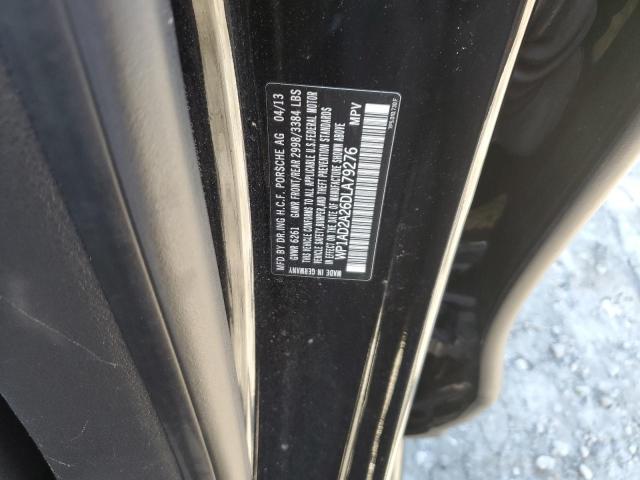 MFD BY DR.ING H.C.F. PORSCHE AG 04/13
GVWR 6261 GAWR FRONT/REAR 2998/3384 LBS
THIS VEHICLE CONFORMS TO ALL APPLICABLE U.S.FEDERAL MOTOR
VEHICLE SAFETY,BUMPER, AND THEFT PREVENTION STANDARDS
IN EFFECT ON THE DATE OF MANUFACTURE SHOWN ABOVE
WP1AD2A26DLA79276 MPV
MADE IN GERMANY